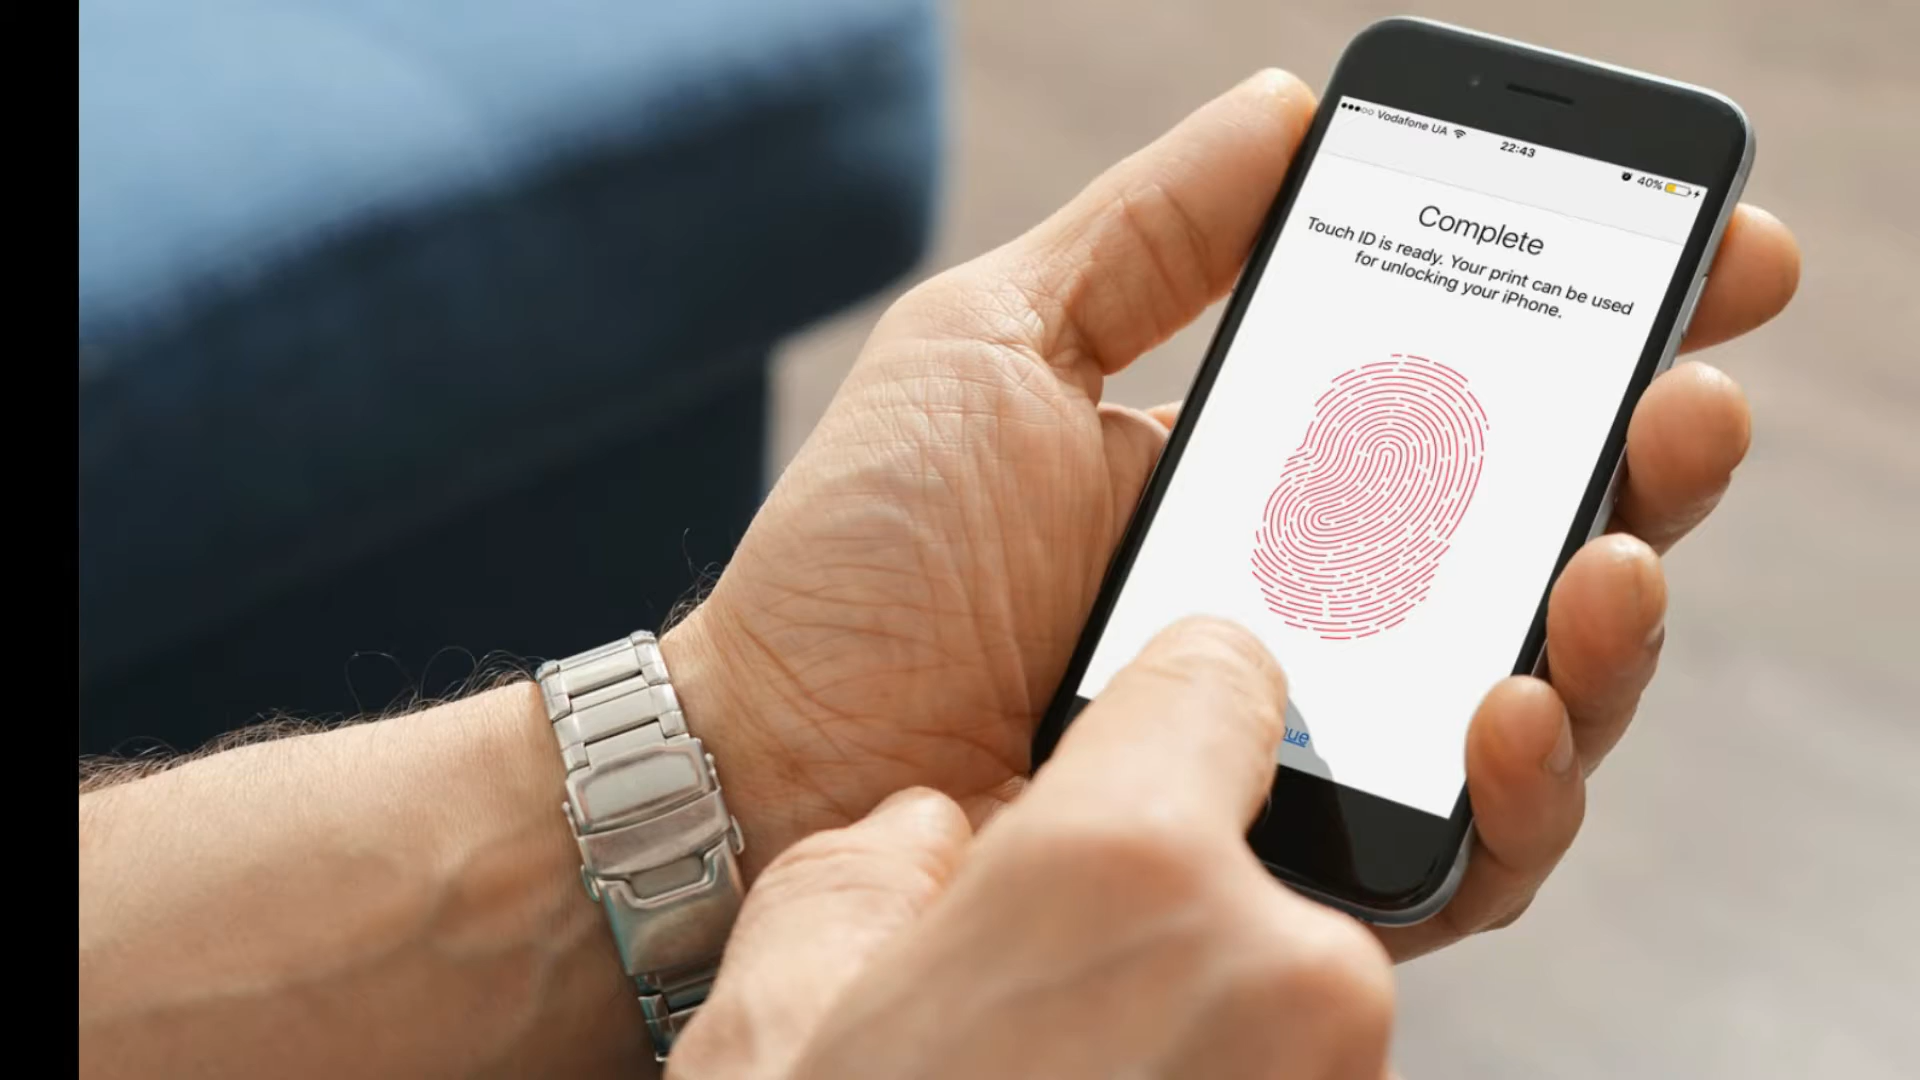 ●●●○○ Vodafone UA
22:43
40%
Complete
Touch ID is ready. Your print can be used
for unlocking your iPhone.